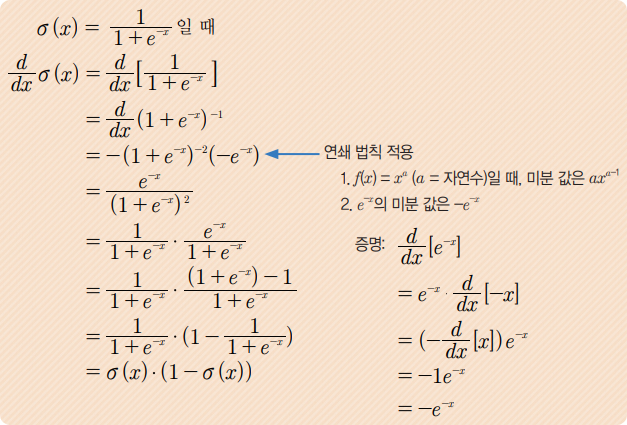 σ(x) = 1/(1+e⁻ˣ) 일 때
d/dx σ(x) = d/dx [1/(1+e⁻ˣ)]
= d/dx (1+e⁻ˣ)⁻¹
= −(1+e⁻ˣ)⁻²(−e⁻ˣ)
= e⁻ˣ/(1+e⁻ˣ)²
= 1/(1+e⁻ˣ) · e⁻ˣ/(1+e⁻ˣ)
= 1/(1+e⁻ˣ) · ((1+e⁻ˣ)−1)/(1+e⁻ˣ)
= 1/(1+e⁻ˣ) · (1 − 1/(1+e⁻ˣ))
= σ(x)·(1−σ(x))
연쇄 법칙 적용
1. f(x) = xᵃ (a = 자연수)일 때, 미분 값은 axᵃ⁻¹
2. e⁻ˣ의 미분 값은 −e⁻ˣ
증명: d/dx [e⁻ˣ]
= e⁻ˣ · d/dx [−x]
= (−d/dx [x]) e⁻ˣ
= −1e⁻ˣ
= −e⁻ˣ